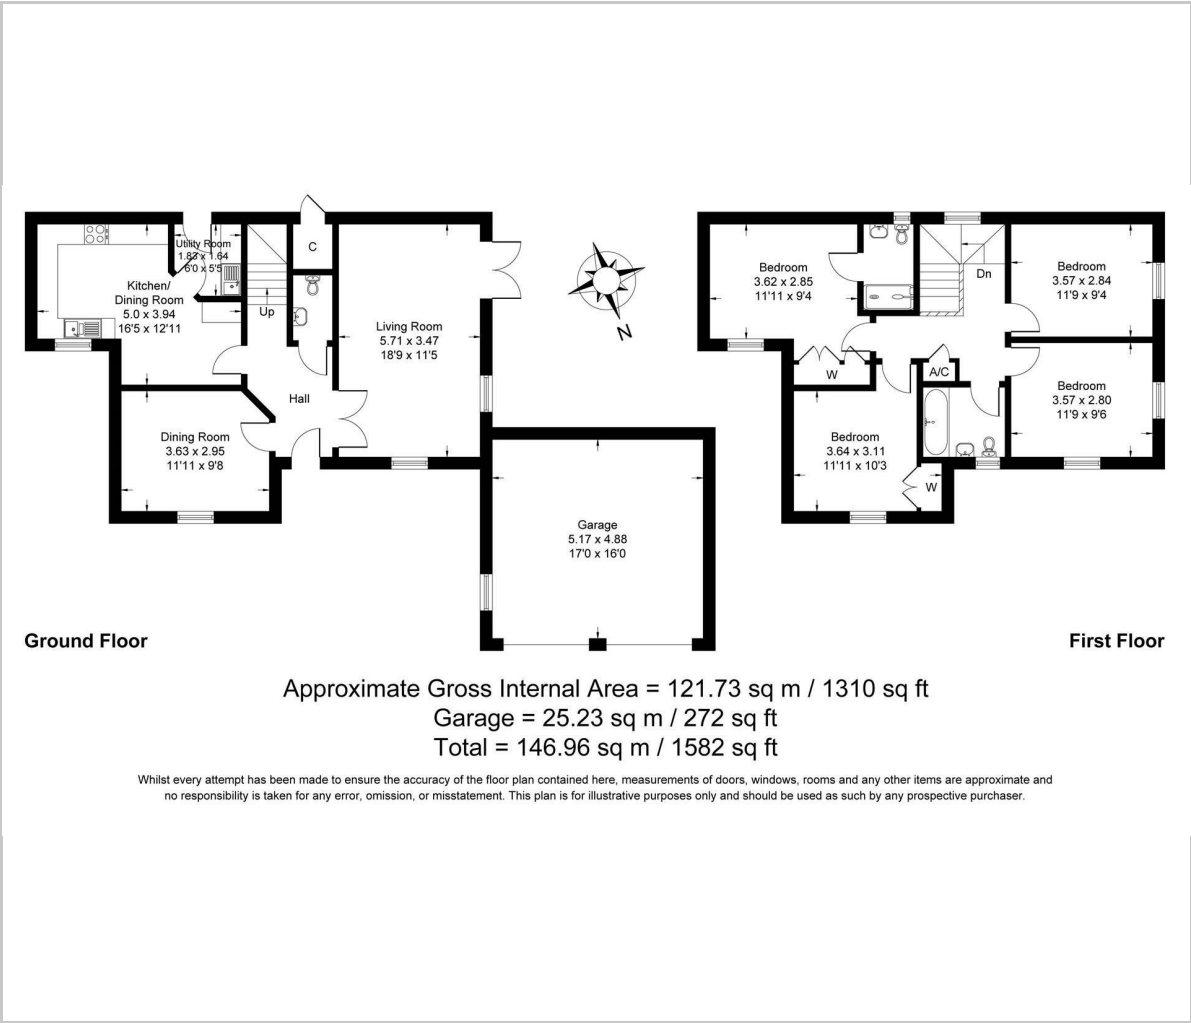 Utility Room
1.83 x 1.64
6'0 x 5'5
C
Kitchen/
Dining Room
5.0 x 3.94
16'5 x 12'11
Up
Living Room
5.71 x 3.47
18'9 x 11'5
Hall
Dining Room
3.63 x 2.95
11'11 x 9'8
N
Garage
5.17 x 4.88
17'0 x 16'0
Bedroom
3.62 x 2.85
11'11 x 9'4
Dn
Bedroom
3.57 x 2.84
11'9 x 9'4
W
A/C
Bedroom
3.57 x 2.80
11'9 x 9'6
Bedroom
3.64 x 3.11
11'11 x 10'3
W
Ground Floor
First Floor
Approximate Gross Internal Area = 121.73 sq m / 1310 sq ft
Garage = 25.23 sq m / 272 sq ft
Total = 146.96 sq m / 1582 sq ft
Whilst every attempt has been made to ensure the accuracy of the floor plan contained here, measurements of doors, windows, rooms and any other items are approximate and
no responsibility is taken for any error, omission, or misstatement. This plan is for illustrative purposes only and should be used as such by any prospective purchaser.